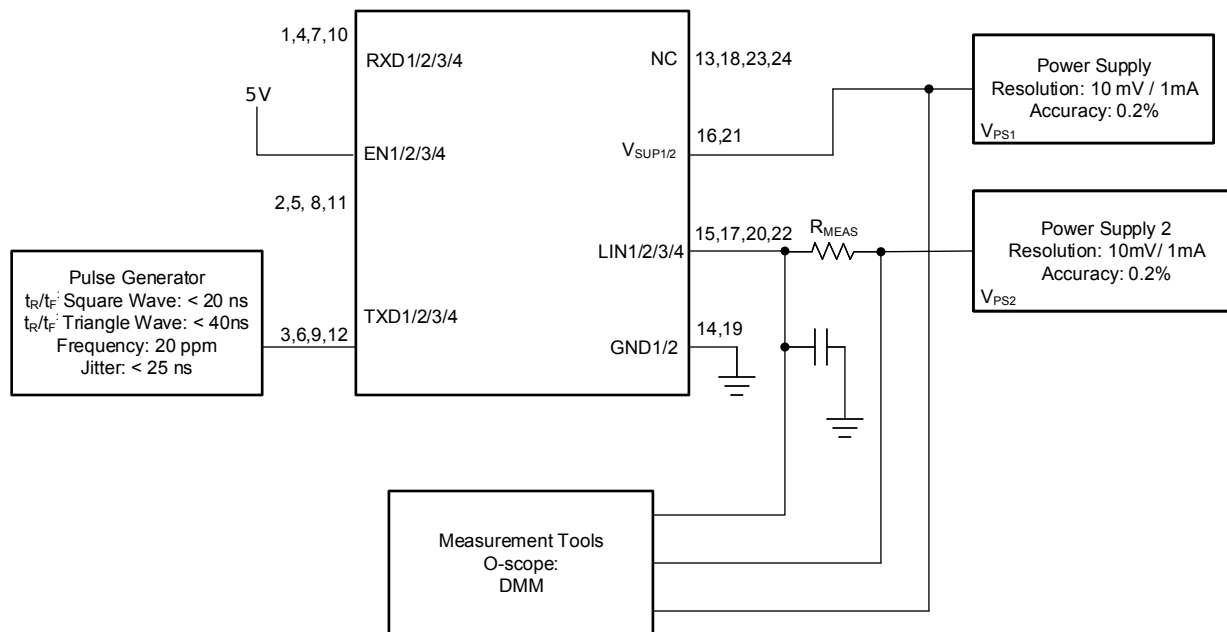 1,4,7,10
RXD1/2/3/4
5V
EN1/2/3/4
2,5, 8,11
Pulse Generator
tR/tF: Square Wave: < 20 ns
tR/tF: Triangle Wave: < 40ns
Frequency: 20 ppm
Jitter: < 25 ns
3,6,9,12
TXD1/2/3/4
NC
13,18,23,24
VSUP1/2
16,21
LIN1/2/3/4
15,17,20,22
RMEAS
GND1/2
14,19
Power Supply
Resolution: 10 mV / 1mA
Accuracy: 0.2%
VPS1
Power Supply 2
Resolution: 10mV/ 1mA
Accuracy: 0.2%
VPS2
Measurement Tools
O-scope:
DMM